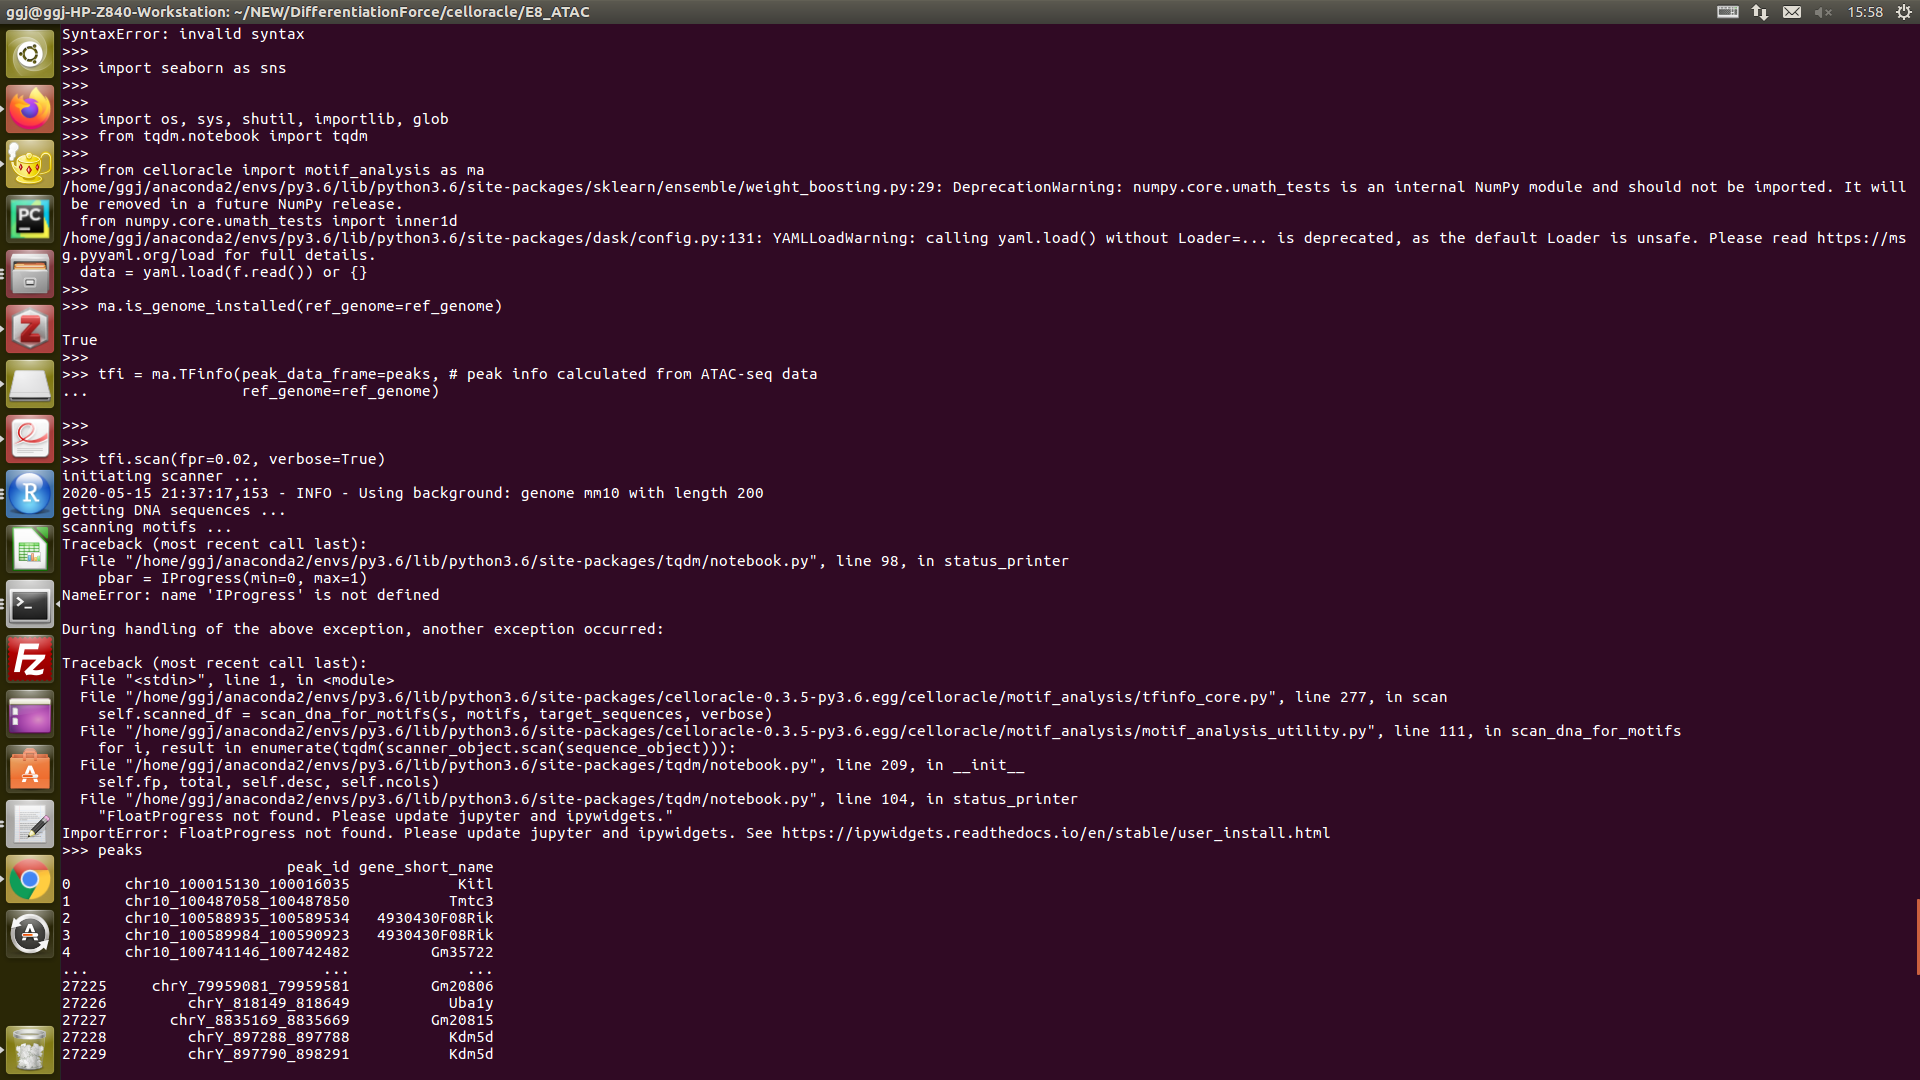 ggj@ggj-HP-Z840-Workstation: ~/NEW/DifferentiationForce/celloracle/E8_ATAC
15:58
SyntaxError: invalid syntax
>>>
>>> import seaborn as sns
>>>
>>>
>>> import os, sys, shutil, importlib, glob
>>> from tqdm.notebook import tqdm
>>>
>>> from celloracle import motif_analysis as ma
/home/ggj/anaconda2/envs/py3.6/lib/python3.6/site-packages/sklearn/ensemble/weight_boosting.py:29: DeprecationWarning: numpy.core.umath_tests is an internal NumPy module and should not be imported. It will
 be removed in a future NumPy release.
  from numpy.core.umath_tests import inner1d
/home/ggj/anaconda2/envs/py3.6/lib/python3.6/site-packages/dask/config.py:131: YAMLLoadWarning: calling yaml.load() without Loader=... is deprecated, as the default Loader is unsafe. Please read https://ms
g.pyyaml.org/load for full details.
  data = yaml.load(f.read()) or {}
>>>
>>> ma.is_genome_installed(ref_genome=ref_genome)
True
>>>
>>> tfi = ma.TFinfo(peak_data_frame=peaks, # peak info calculated from ATAC-seq data
...                 ref_genome=ref_genome)
>>>
>>>
>>> tfi.scan(fpr=0.02, verbose=True)
initiating scanner ...
2020-05-15 21:37:17,153 - INFO - Using background: genome mm10 with length 200
getting DNA sequences ...
scanning motifs ...
Traceback (most recent call last):
  File "/home/ggj/anaconda2/envs/py3.6/lib/python3.6/site-packages/tqdm/notebook.py", line 98, in status_printer
    pbar = IProgress(min=0, max=1)
NameError: name 'IProgress' is not defined
During handling of the above exception, another exception occurred:
Traceback (most recent call last):
  File "<stdin>", line 1, in <module>
  File "/home/ggj/anaconda2/envs/py3.6/lib/python3.6/site-packages/celloracle-0.3.5-py3.6.egg/celloracle/motif_analysis/tfinfo_core.py", line 277, in scan
    self.scanned_df = scan_dna_for_motifs(s, motifs, target_sequences, verbose)
  File "/home/ggj/anaconda2/envs/py3.6/lib/python3.6/site-packages/celloracle-0.3.5-py3.6.egg/celloracle/motif_analysis/motif_analysis_utility.py", line 111, in scan_dna_for_motifs
    for i, result in enumerate(tqdm(scanner_object.scan(sequence_object))):
  File "/home/ggj/anaconda2/envs/py3.6/lib/python3.6/site-packages/tqdm/notebook.py", line 209, in __init__
    self.fp, total, self.desc, self.ncols)
  File "/home/ggj/anaconda2/envs/py3.6/lib/python3.6/site-packages/tqdm/notebook.py", line 104, in status_printer
    "FloatProgress not found. Please update jupyter and ipywidgets."
ImportError: FloatProgress not found. Please update jupyter and ipywidgets. See https://ipywidgets.readthedocs.io/en/stable/user_install.html
>>> peaks
                         peak_id gene_short_name
0      chr10_100015130_100016035            Kitl
1      chr10_100487058_100487850           Tmtc3
2      chr10_100588935_100589534   4930430F08Rik
3      chr10_100589984_100590923   4930430F08Rik
4      chr10_100741146_100742482         Gm35722
...                          ...             ...
27225     chrY_79959081_79959581         Gm20806
27226         chrY_818149_818649           Uba1y
27227       chrY_8835169_8835669         Gm20815
27228         chrY_897288_897788           Kdm5d
27229         chrY_897790_898291           Kdm5d